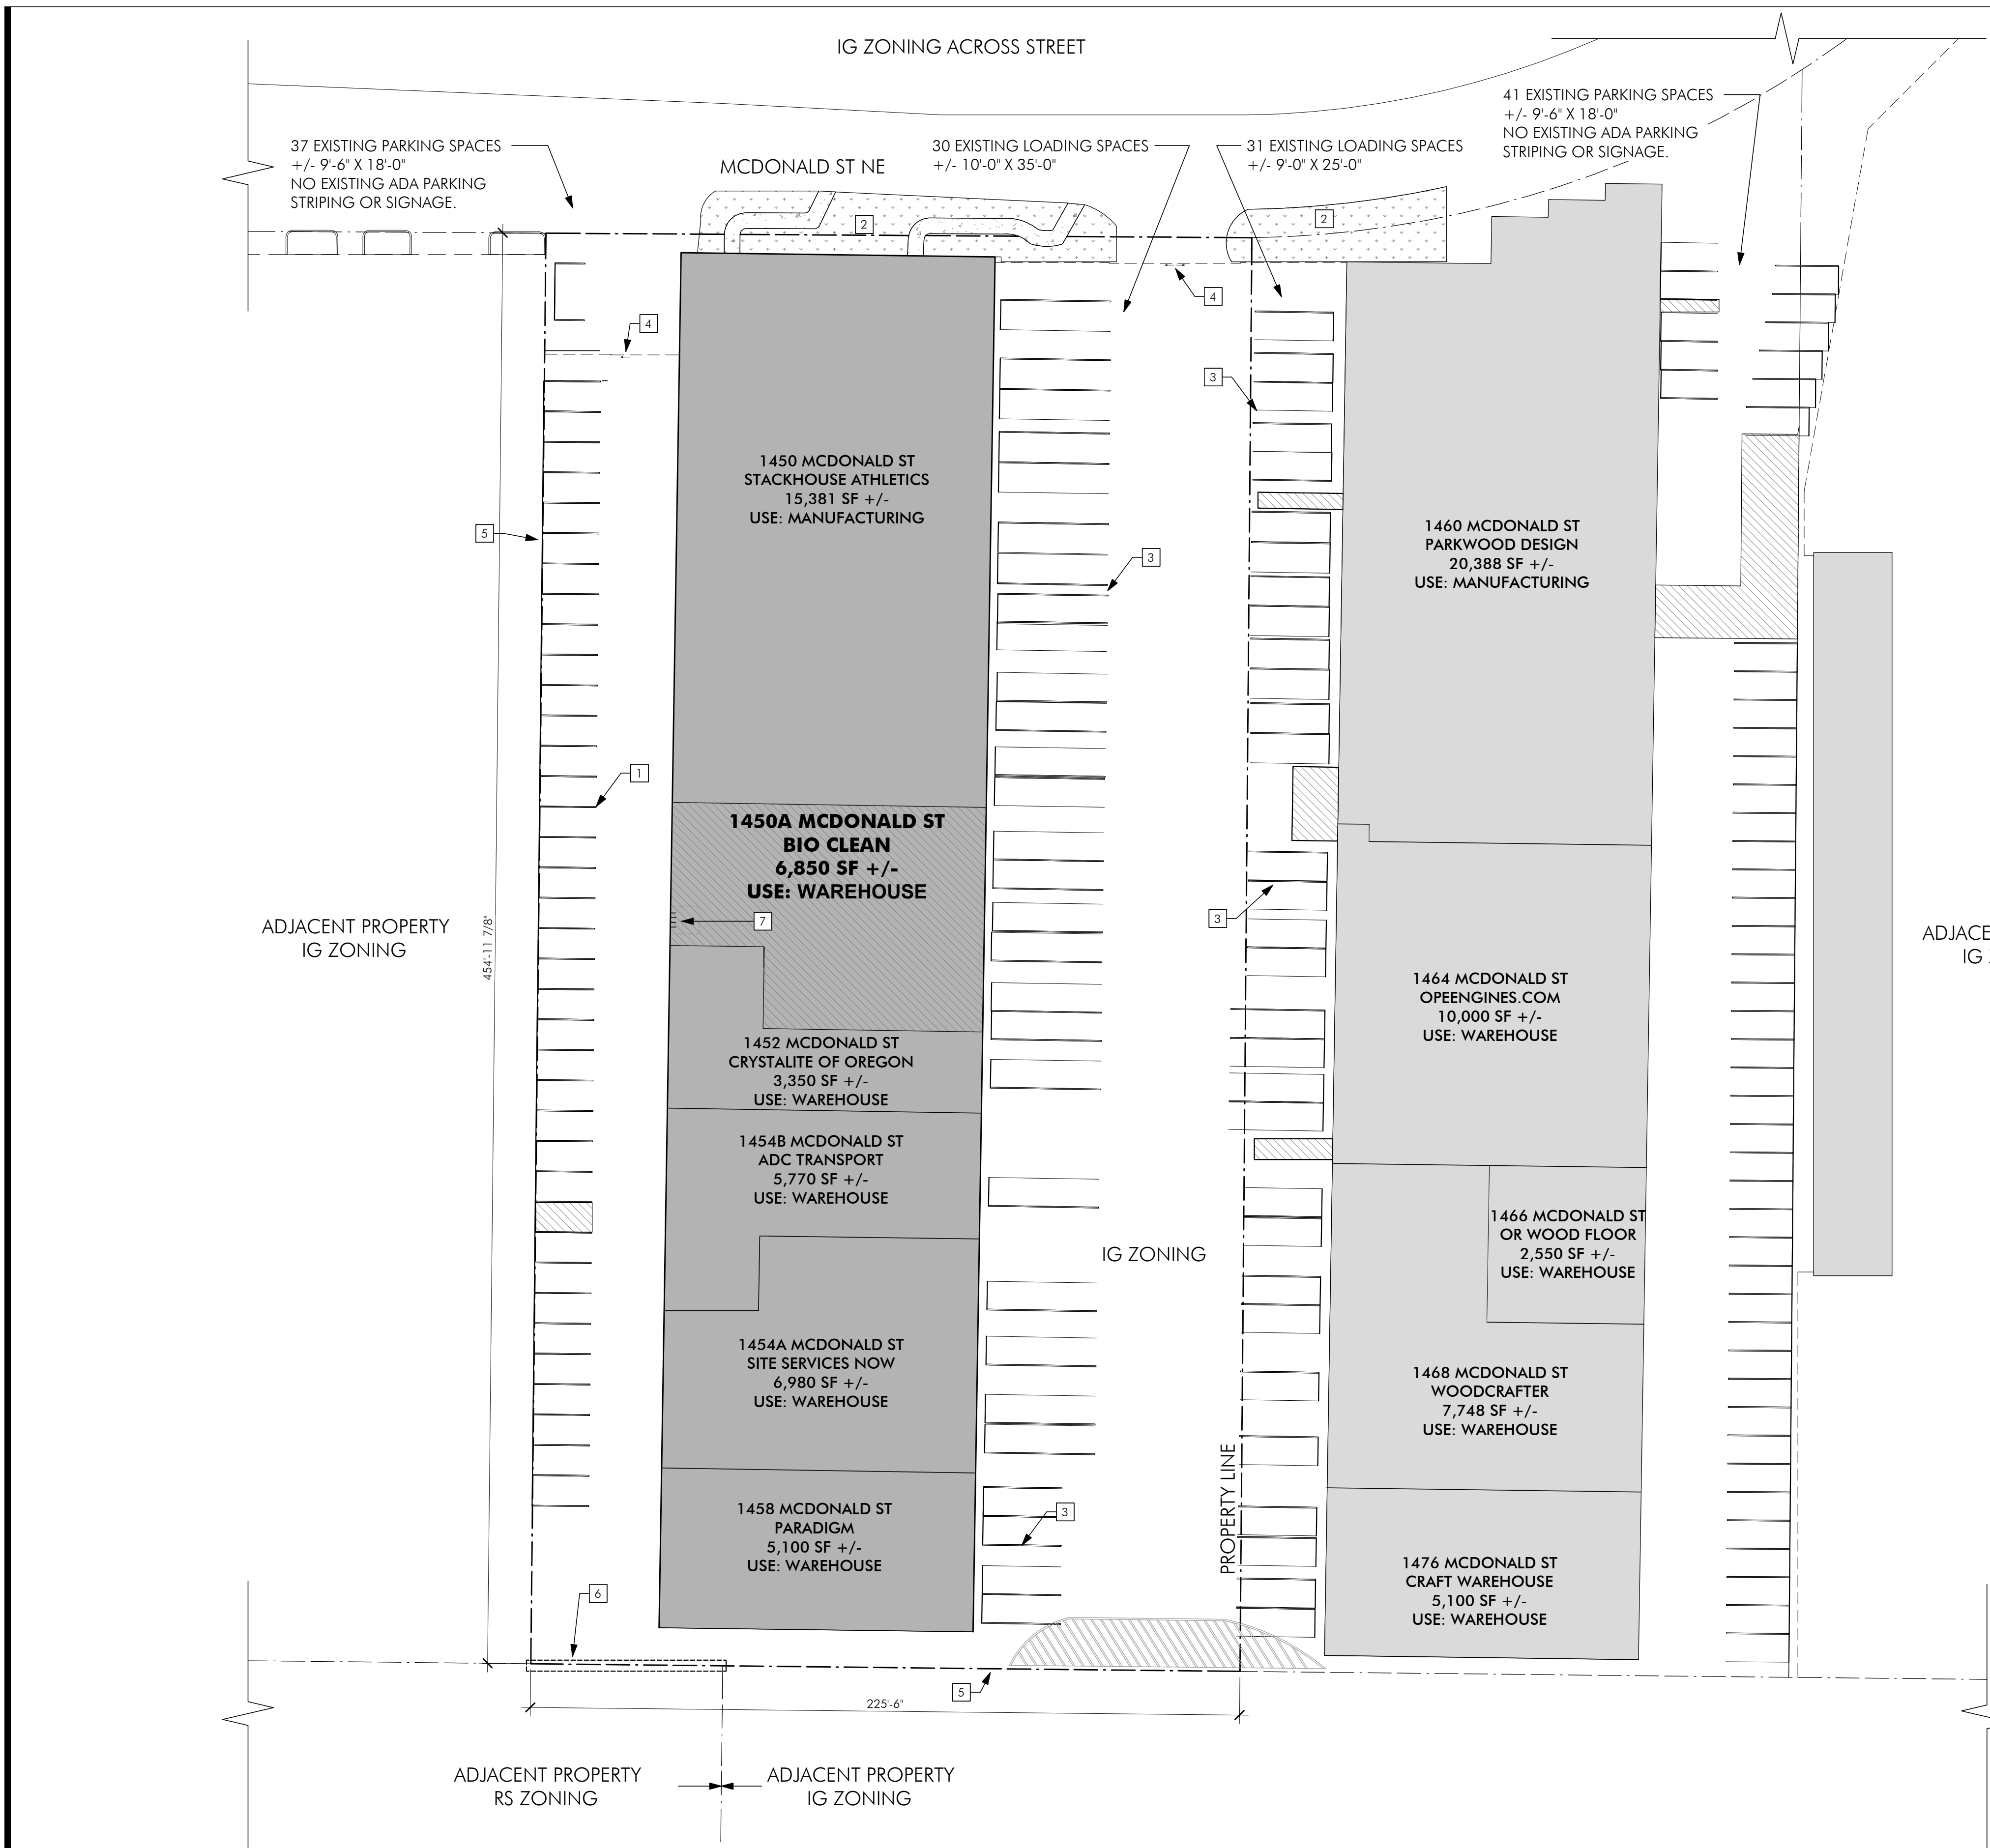 IG ZONING ACROSS STREET
41 EXISTING PARKING SPACES
+/- 9'-6" X 18'-0"
NO EXISTING ADA PARKING
STRIPING OR SIGNAGE.
37 EXISTING PARKING SPACES
+/- 9'-6" X 18'-0"
NO EXISTING ADA PARKING
STRIPING OR SIGNAGE.
MCDONALD ST NE
30 EXISTING LOADING SPACES
+/- 10'-0" X 35'-0"
31 EXISTING LOADING SPACES
+/- 9'-0" X 25'-0"
2
2
4
4
3
1450 MCDONALD ST
STACKHOUSE ATHLETICS
15,381 SF +/-
USE: MANUFACTURING
5
3
1460 MCDONALD ST
PARKWOOD DESIGN
20,388 SF +/-
USE: MANUFACTURING
1
1450A MCDONALD ST
BIO CLEAN
6,850 SF +/-
USE: WAREHOUSE
7
3
ADJACENT PROPERTY
IG ZONING
454'-11 7/8"
ADJACE
IG
1464 MCDONALD ST
OPEENGINES.COM
10,000 SF +/-
USE: WAREHOUSE
1452 MCDONALD ST
CRYSTALITE OF OREGON
3,350 SF +/-
USE: WAREHOUSE
1454B MCDONALD ST
ADC TRANSPORT
5,770 SF +/-
USE: WAREHOUSE
IG ZONING
1466 MCDONALD ST
OR WOOD FLOOR
2,550 SF +/-
USE: WAREHOUSE
1454A MCDONALD ST
SITE SERVICES NOW
6,980 SF +/-
USE: WAREHOUSE
1468 MCDONALD ST
WOODCRAFTER
7,748 SF +/-
USE: WAREHOUSE
PROPERTY LINE
1458 MCDONALD ST
PARADIGM
5,100 SF +/-
USE: WAREHOUSE
3
1476 MCDONALD ST
CRAFT WAREHOUSE
5,100 SF +/-
USE: WAREHOUSE
6
5
225'-6"
ADJACENT PROPERTY
RS ZONING
ADJACENT PROPERTY
IG ZONING